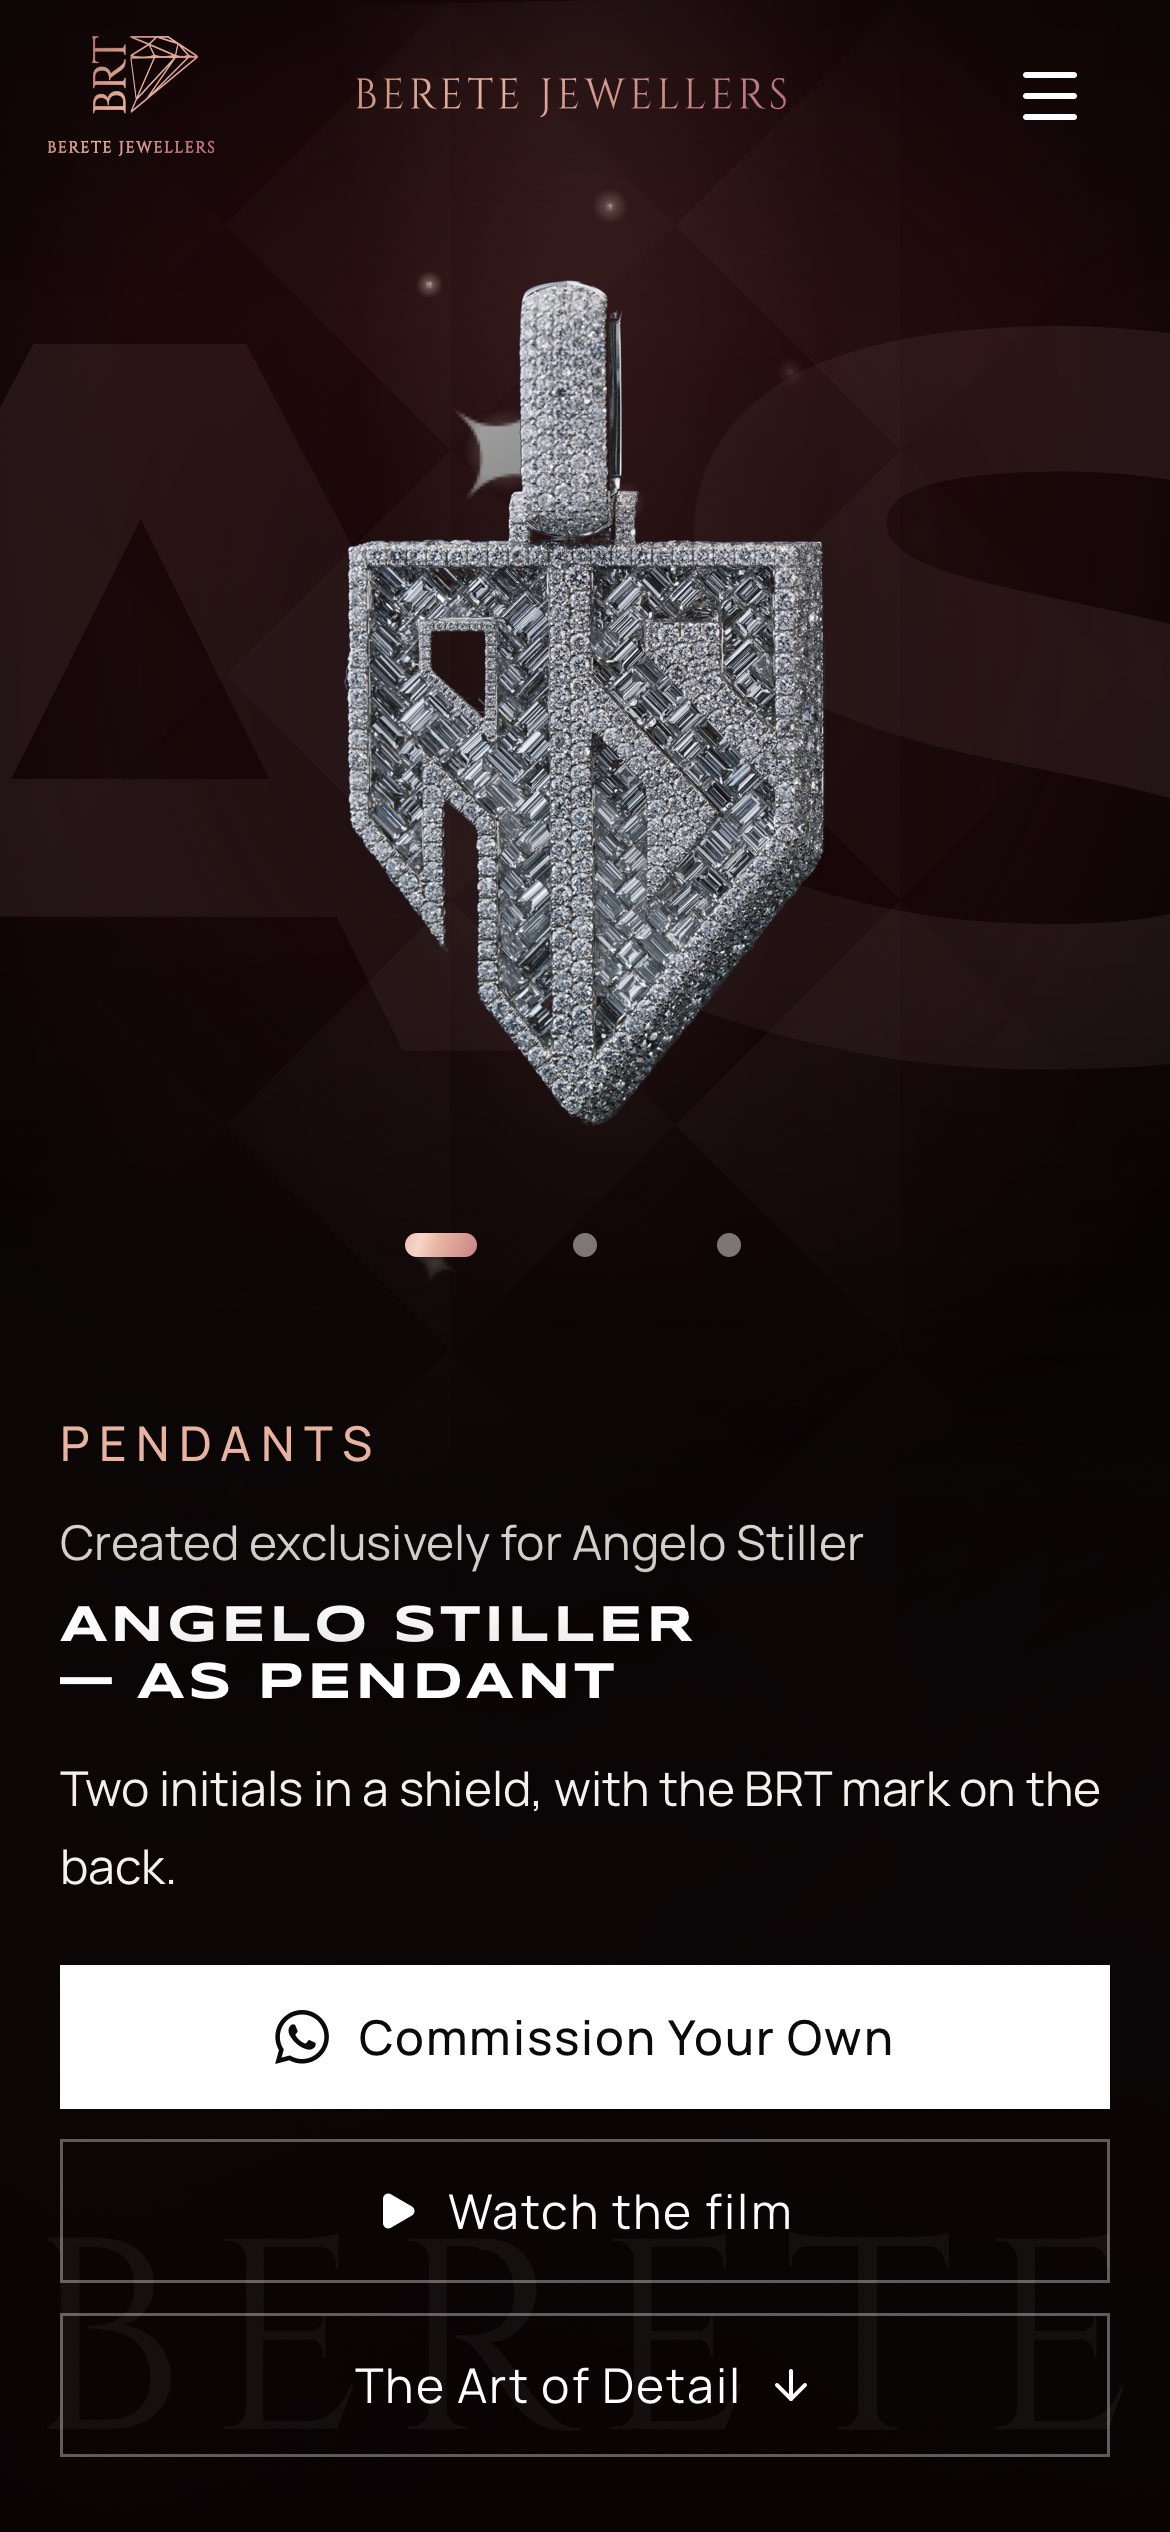 BRT
BERETE JEWELLERS
BERETE JEWELLERS
AS
PENDANTS
Created exclusively for Angelo Stiller
ANGELO STILLER
— AS PENDANT
Two initials in a shield, with the BRT mark on the
back.
Commission Your Own
Watch the film
BERETE
The Art of Detail